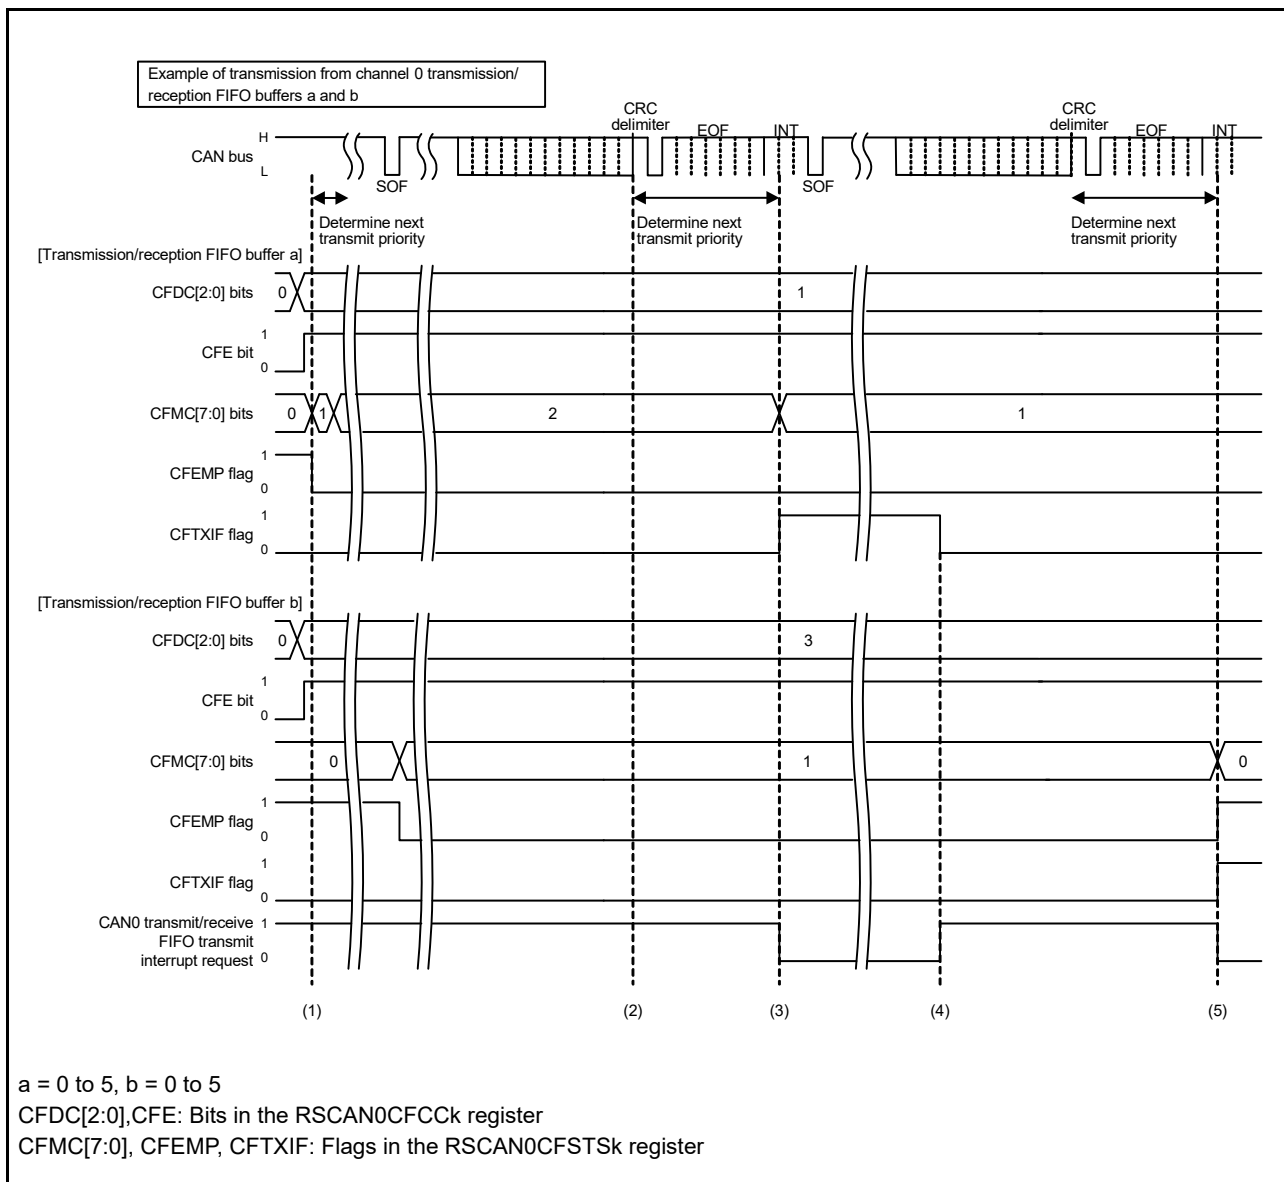 Example of transmission from channel 0 transmission/
reception FIFO buffers a and b
CRC
delimiter
EOF
INT
CRC
delimiter
EOF
INT
H
CAN bus
L
SOF
SOF
Determine next
transmit priority
Determine next
transmit priority
Determine next
transmit priority
[Transmission/reception FIFO buffer a]
CFDC[2:0] bits
0
1
1
CFE bit
0
CFMC[7:0] bits
0
1
2
1
1
CFEMP flag
0
1
CFTXIF flag
0
[Transmission/reception FIFO buffer b]
CFDC[2:0] bits
0
3
1
CFE bit
0
CFMC[7:0] bits
0
1
0
1
CFEMP flag
0
1
CFTXIF flag
0
CAN0 transmit/receive 1
FIFO transmit
interrupt request 0
(1) (2) (3) (4) (5)
a = 0 to 5, b = 0 to 5
CFDC[2:0],CFE: Bits in the RSCAN0CFCCk register
CFMC[7:0], CFEMP, CFTXIF: Flags in the RSCAN0CFSTSk register